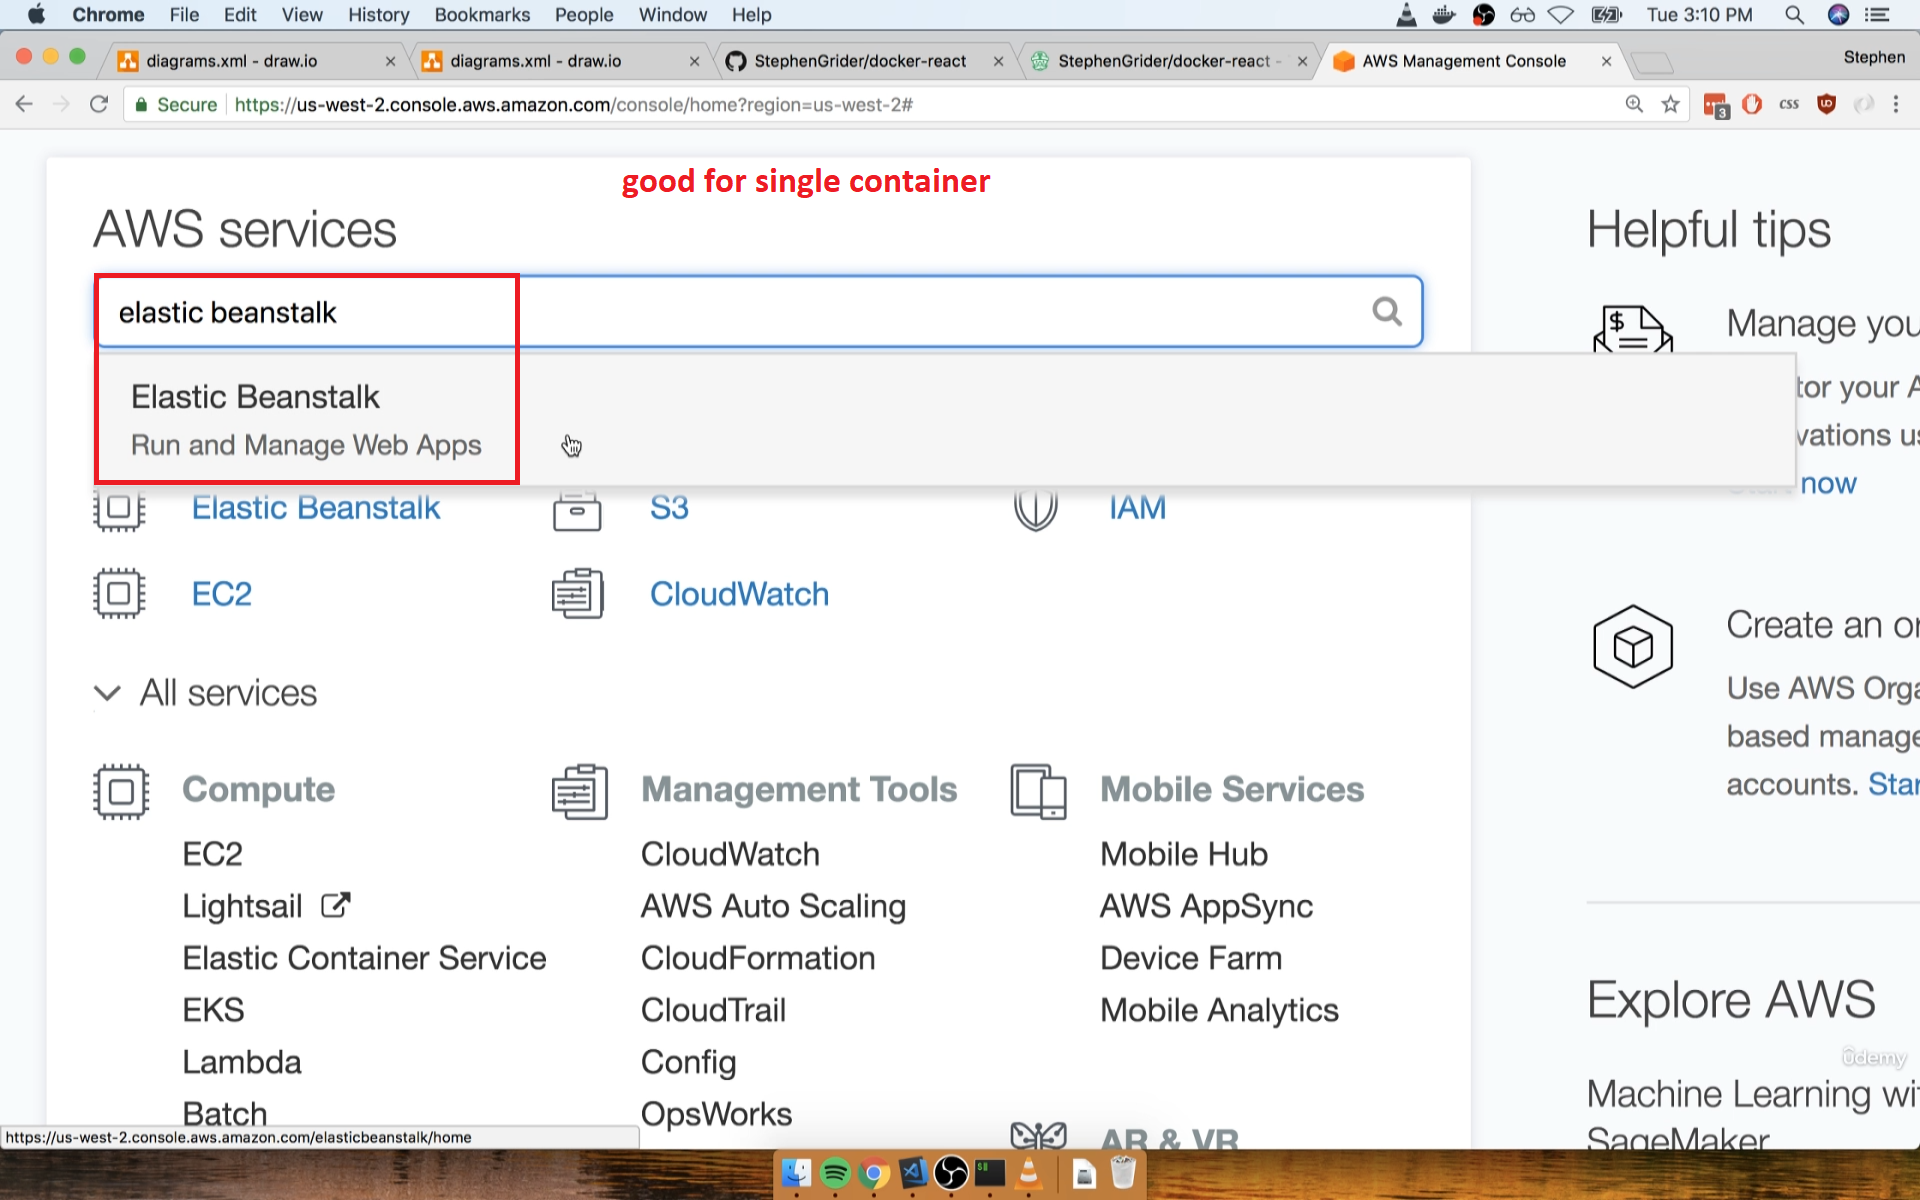 Chrome File Edit View History Bookmarks People Window Help Tue 3:10 PM
diagrams.xml - draw.io diagrams.xml - draw.io StephenGrider/docker-react StephenGrider/docker-react - AWS Management Console Stephen
Secure https://us-west-2.console.aws.amazon.com/console/home?region=us-west-2# 3 CSS
good for single container
AWS services
elastic beanstalk
Elastic Beanstalk
Run and Manage Web Apps
Elastic Beanstalk S3 IAM
EC2 CloudWatch
All services
Compute
EC2
Lightsail
Elastic Container Service
EKS
Lambda
Batch
Management Tools
CloudWatch
AWS Auto Scaling
CloudFormation
CloudTrail
Config
OpsWorks
Mobile Services
Mobile Hub
AWS AppSync
Device Farm
Mobile Analytics
AR & VR
Helpful tips
Manage you
tor your A
vations us
now
Create an or
Use AWS Orga
based manage
accounts. Star
Explore AWS
ûdemy
Machine Learning wi
SageMaker
https://us-west-2.console.aws.amazon.com/elasticbeanstalk/home